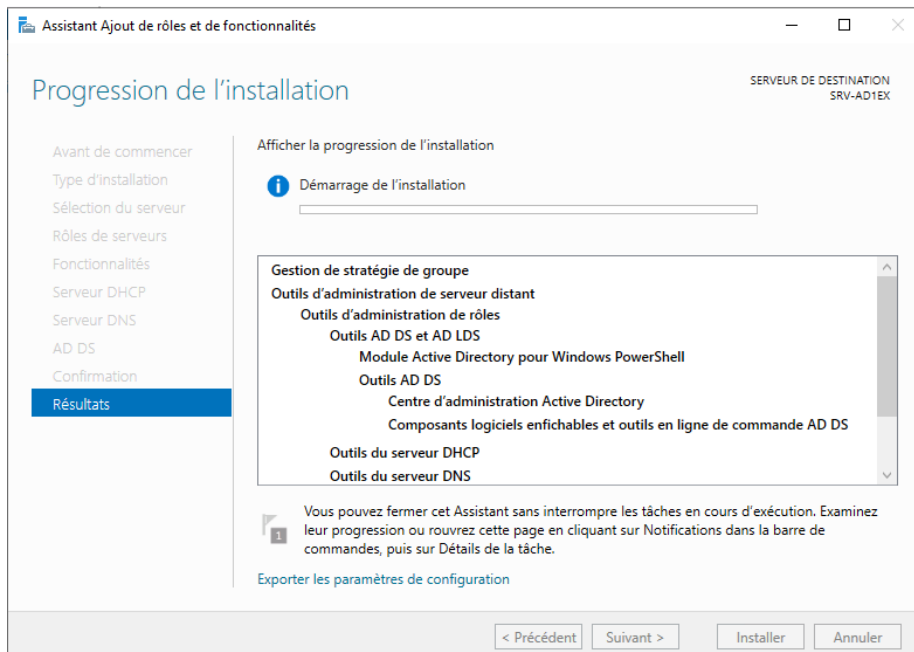 Assistant Ajout de rôles et de fonctionnalités
Progression de l'installation
SERVEUR DE DESTINATION
SRV-AD1EX
Avant de commencer
Type d'installation
Sélection du serveur
Rôles de serveurs
Fonctionnalités
Serveur DHCP
Serveur DNS
AD DS
Confirmation
Résultats
Afficher la progression de l'installation
Démarrage de l'installation
Gestion de stratégie de groupe
Outils d'administration de serveur distant
Outils d'administration de rôles
Outils AD DS et AD LDS
Module Active Directory pour Windows PowerShell
Outils AD DS
Centre d'administration Active Directory
Composants logiciels enfichables et outils en ligne de commande AD DS
Outils du serveur DHCP
Outils du serveur DNS
1
Vous pouvez fermer cet Assistant sans interrompre les tâches en cours d'exécution. Examinez
leur progression ou rouvrez cette page en cliquant sur Notifications dans la barre de
commandes, puis sur Détails de la tâche.
Exporter les paramètres de configuration
< Précédent
Suivant >
Installer
Annuler